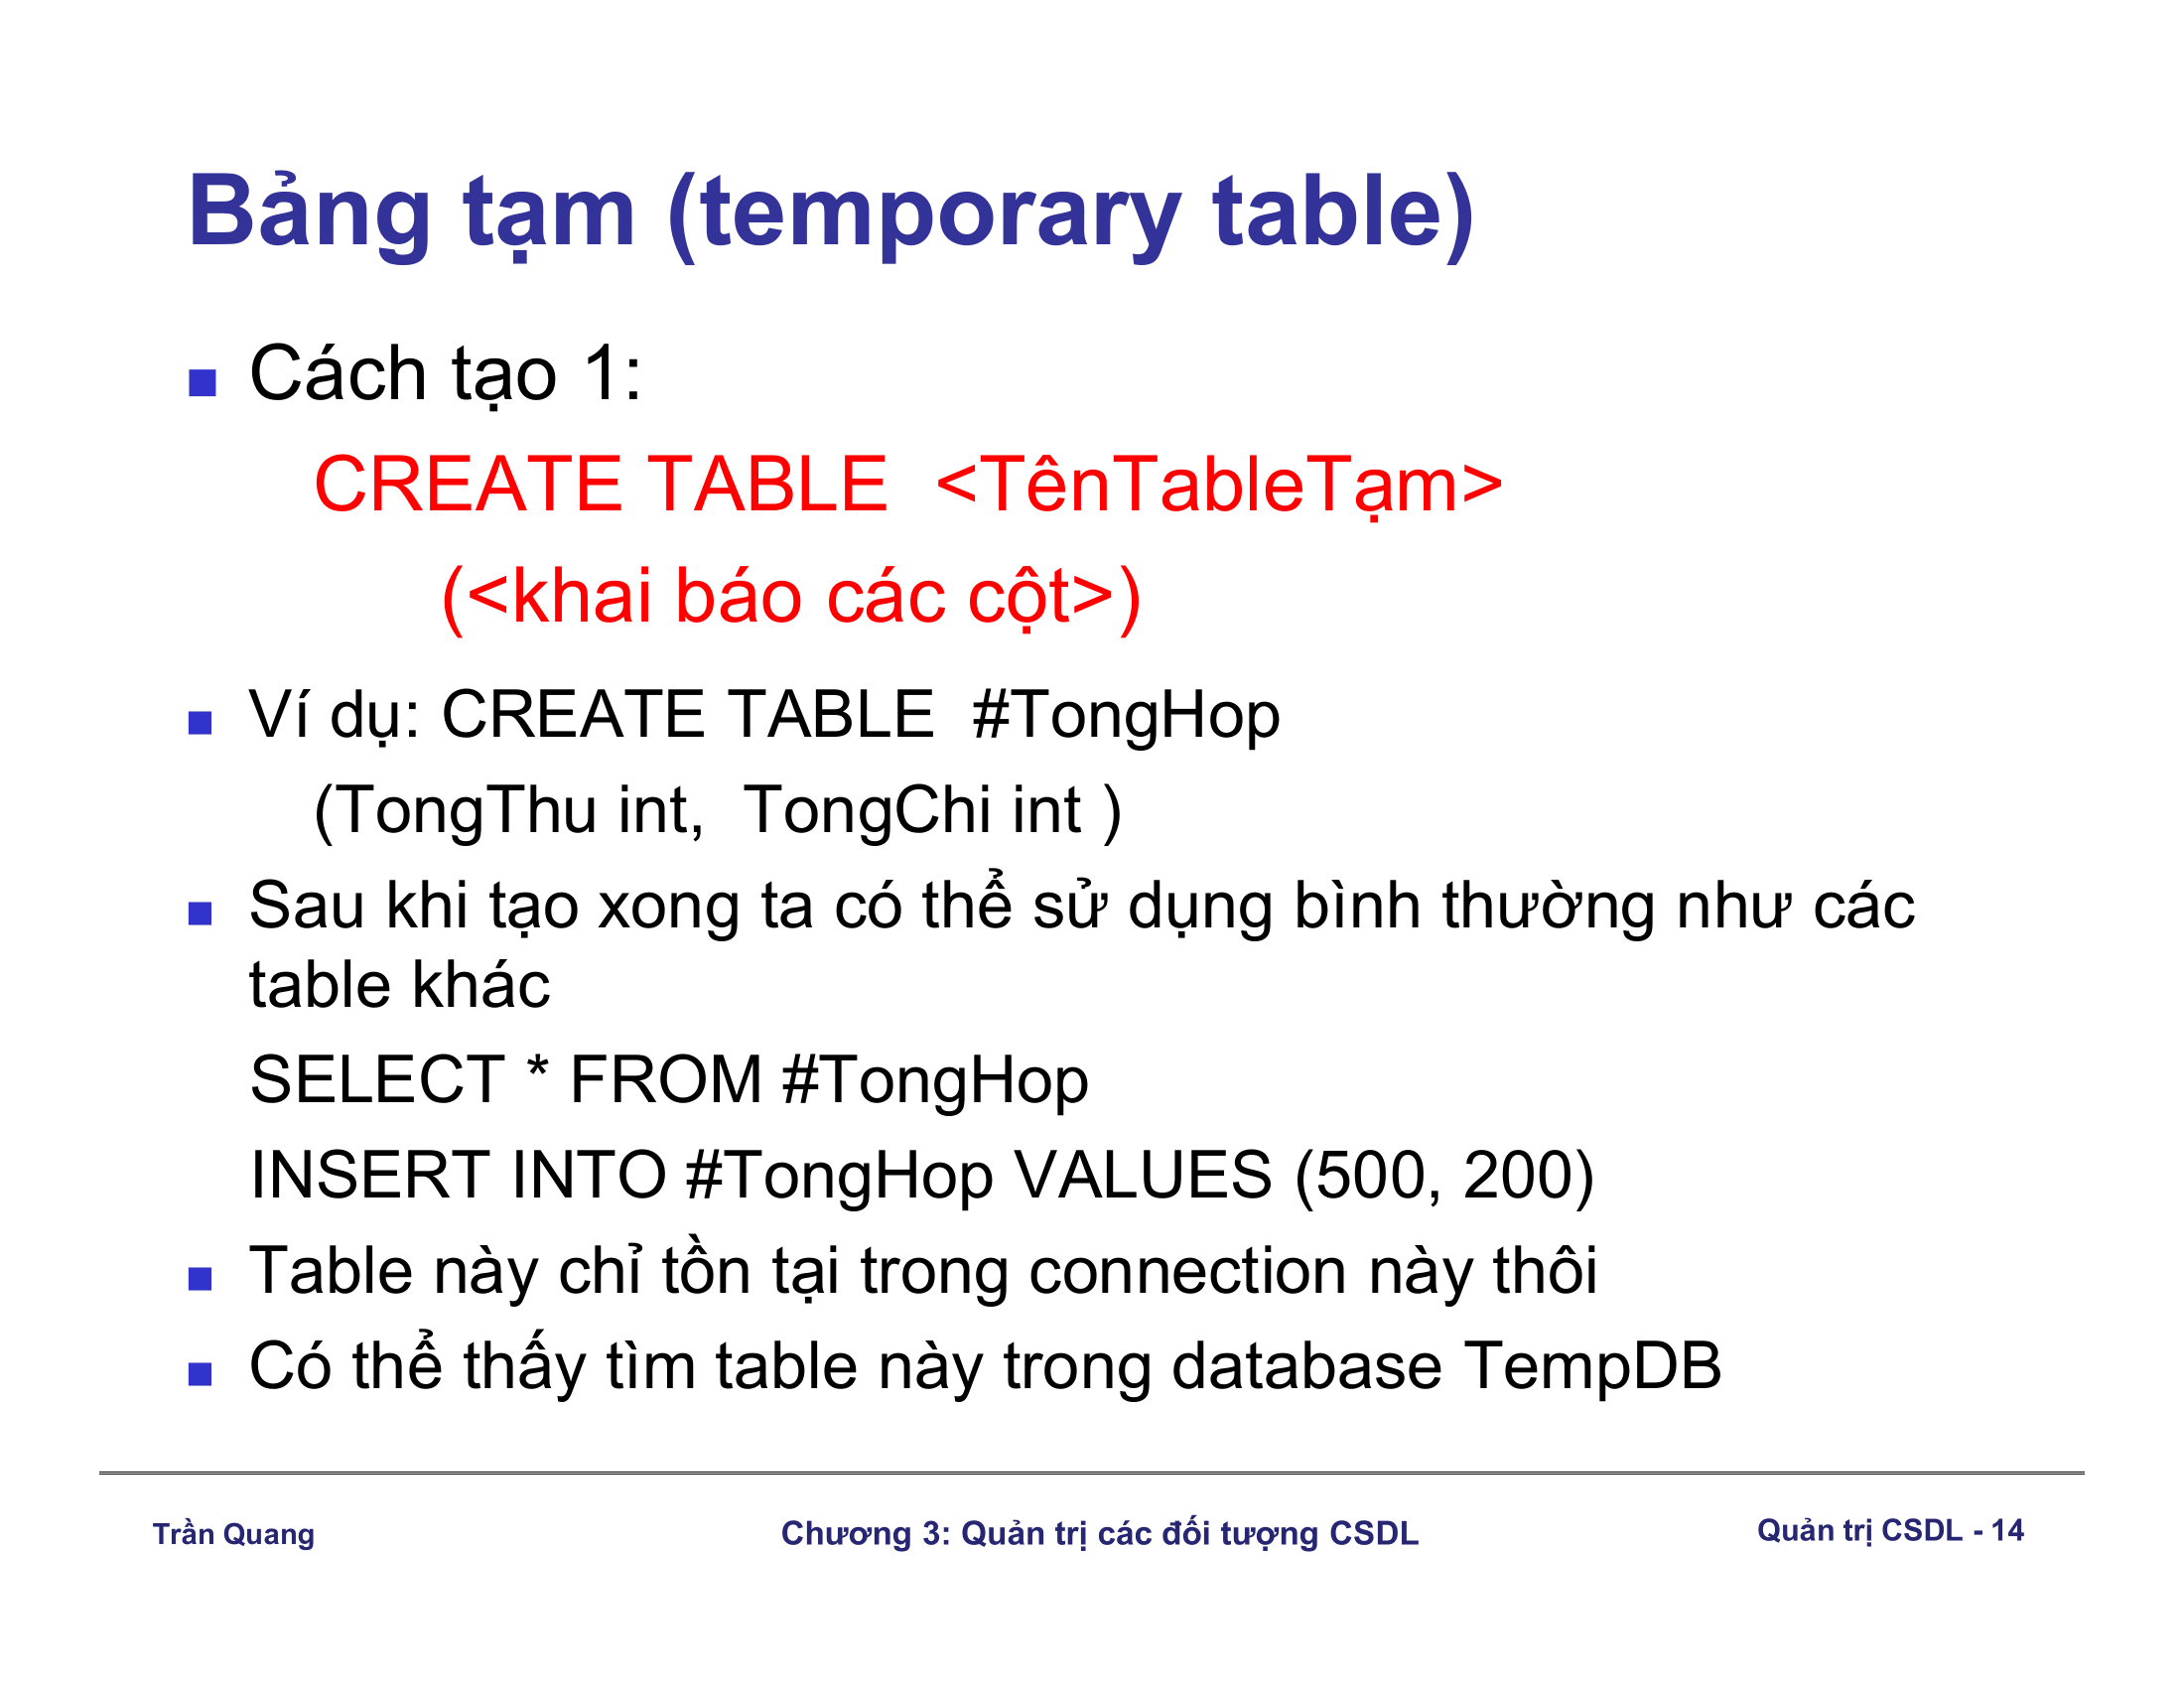 Bảng tạm (temporary table)
Cách tạo 1:
CREATE TABLE <TênTableTạm>
(<khai báo các cột>)
Ví dụ: CREATE TABLE #TongHop
(TongThu int, TongChi int )
Sau khi tạo xong ta có thể sử dụng bình thường như các
table khác
SELECT * FROM #TongHop
INSERT INTO #TongHop VALUES (500, 200)
Table này chỉ tồn tại trong connection này thôi
Có thể thấy tìm table này trong database TempDB
Trần Quang
Chương 3: Quản trị các đối tượng CSDL
Quản trị CSDL - 14